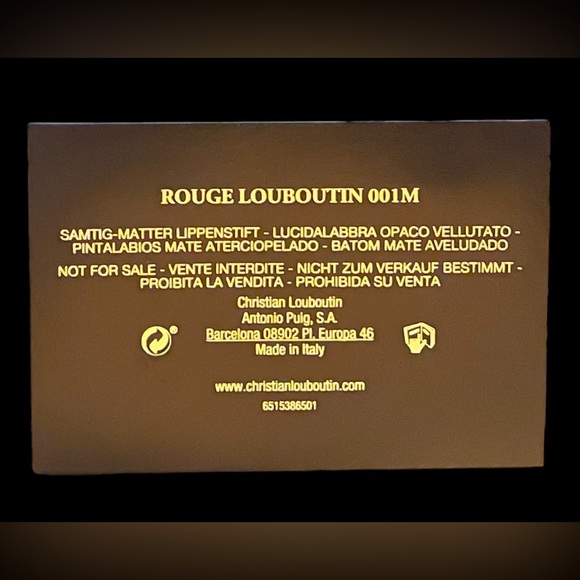 ROUGE LOUBOUTIN 001M
SAMTIG-MATTER LIPPENSTIFT - LUCIDALABBRA OPACO VELLUTATO -
PINTALABIOS MATE ATERCIOPELADO - BATOM MATE AVELUDADO
NOT FOR SALE - VENTE INTERDITE - NICHT ZUM VERKAUF BESTIMMT -
PROIBITA LA VENDITA - PROHIBIDA SU VENTA
Christian Louboutin
Antonio Puig, S.A.
Barcelona 08902 Pl. Europa 46
Made in Italy
www.christianlouboutin.com
6515386501